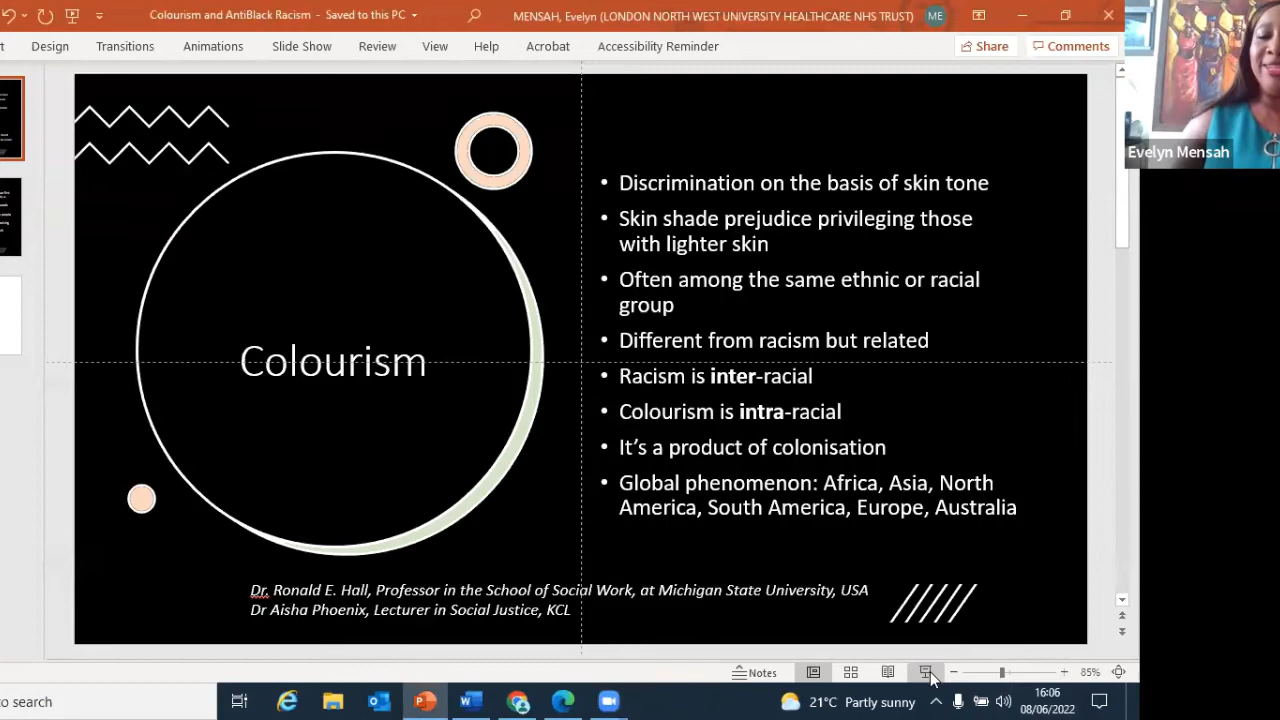 Colourism and AntiBlack Racism - Saved to this PC
MENSAH, Evelyn (LONDON NORTH WEST UNIVERSITY HEALTHCARE NHS TRUST)
ME
Design
Transitions
Animations
Slide Show
Review
View
Help
Acrobat
Accessibility Reminder
Share
Comments
Evelyn Mensah
Colourism
• Discrimination on the basis of skin tone
• Skin shade prejudice privileging those
with lighter skin
• Often among the same ethnic or racial
group
• Different from racism but related
• Racism is inter-racial
• Colourism is intra-racial
• It's a product of colonisation
• Global phenomenon: Africa, Asia, North
America, South America, Europe, Australia
Dr. Ronald E. Hall, Professor in the School of Social Work, at Michigan State University, USA
Dr Aisha Phoenix, Lecturer in Social Justice, KCL
Notes
85%
to search
21°C Partly sunny
16:06
08/06/2022